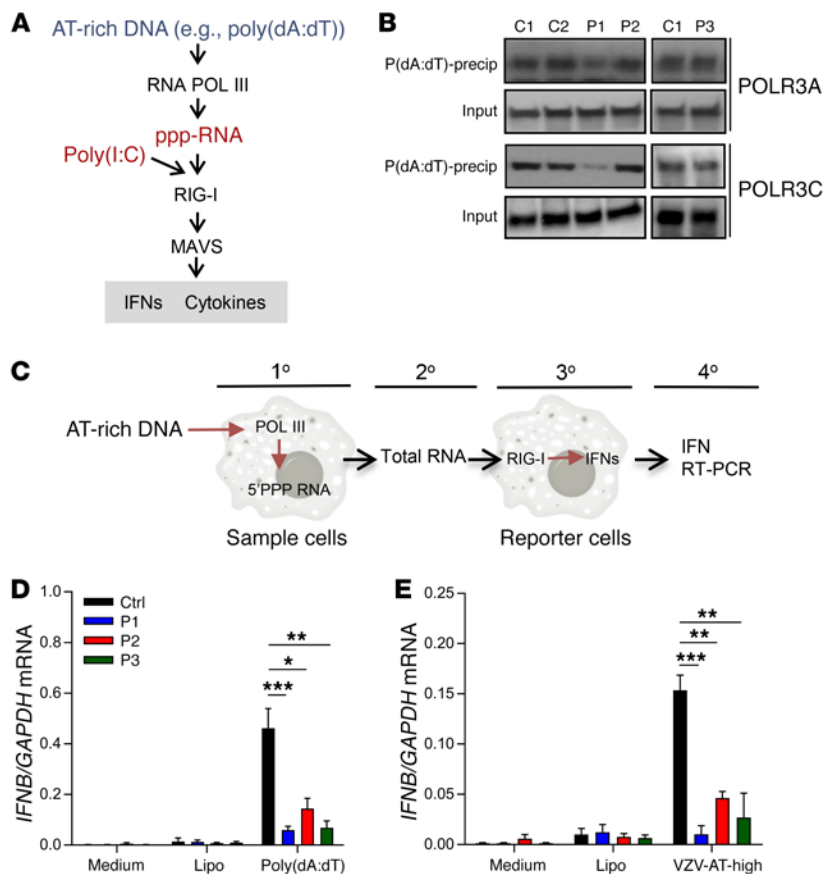 A
AT-rich DNA (e.g., poly(dA:dT))
RNA POL III
ppp-RNA
Poly(I:C)
RIG-I
MAVS
IFNs Cytokines
B
C1 C2 P1 P2 C1 P3
P(dA:dT)-precip
Input
POLR3A
P(dA:dT)-precip
Input
POLR3C
C
1° 2° 3° 4°
AT-rich DNA
POL III
5'PPP RNA
Total RNA
RIG-I
IFNs
IFN
RT-PCR
Sample cells
Reporter cells
D
IFNB/GAPDH mRNA
1.0
0.8
0.6
0.4
0.2
0.0
Ctrl
P1
P2
P3
**
*
***
Medium Lipo Poly(dA:dT)
E
IFNB/GAPDH mRNA
0.25
0.20
0.15
0.10
0.05
0.00
**
**
***
Medium Lipo VZV-AT-high